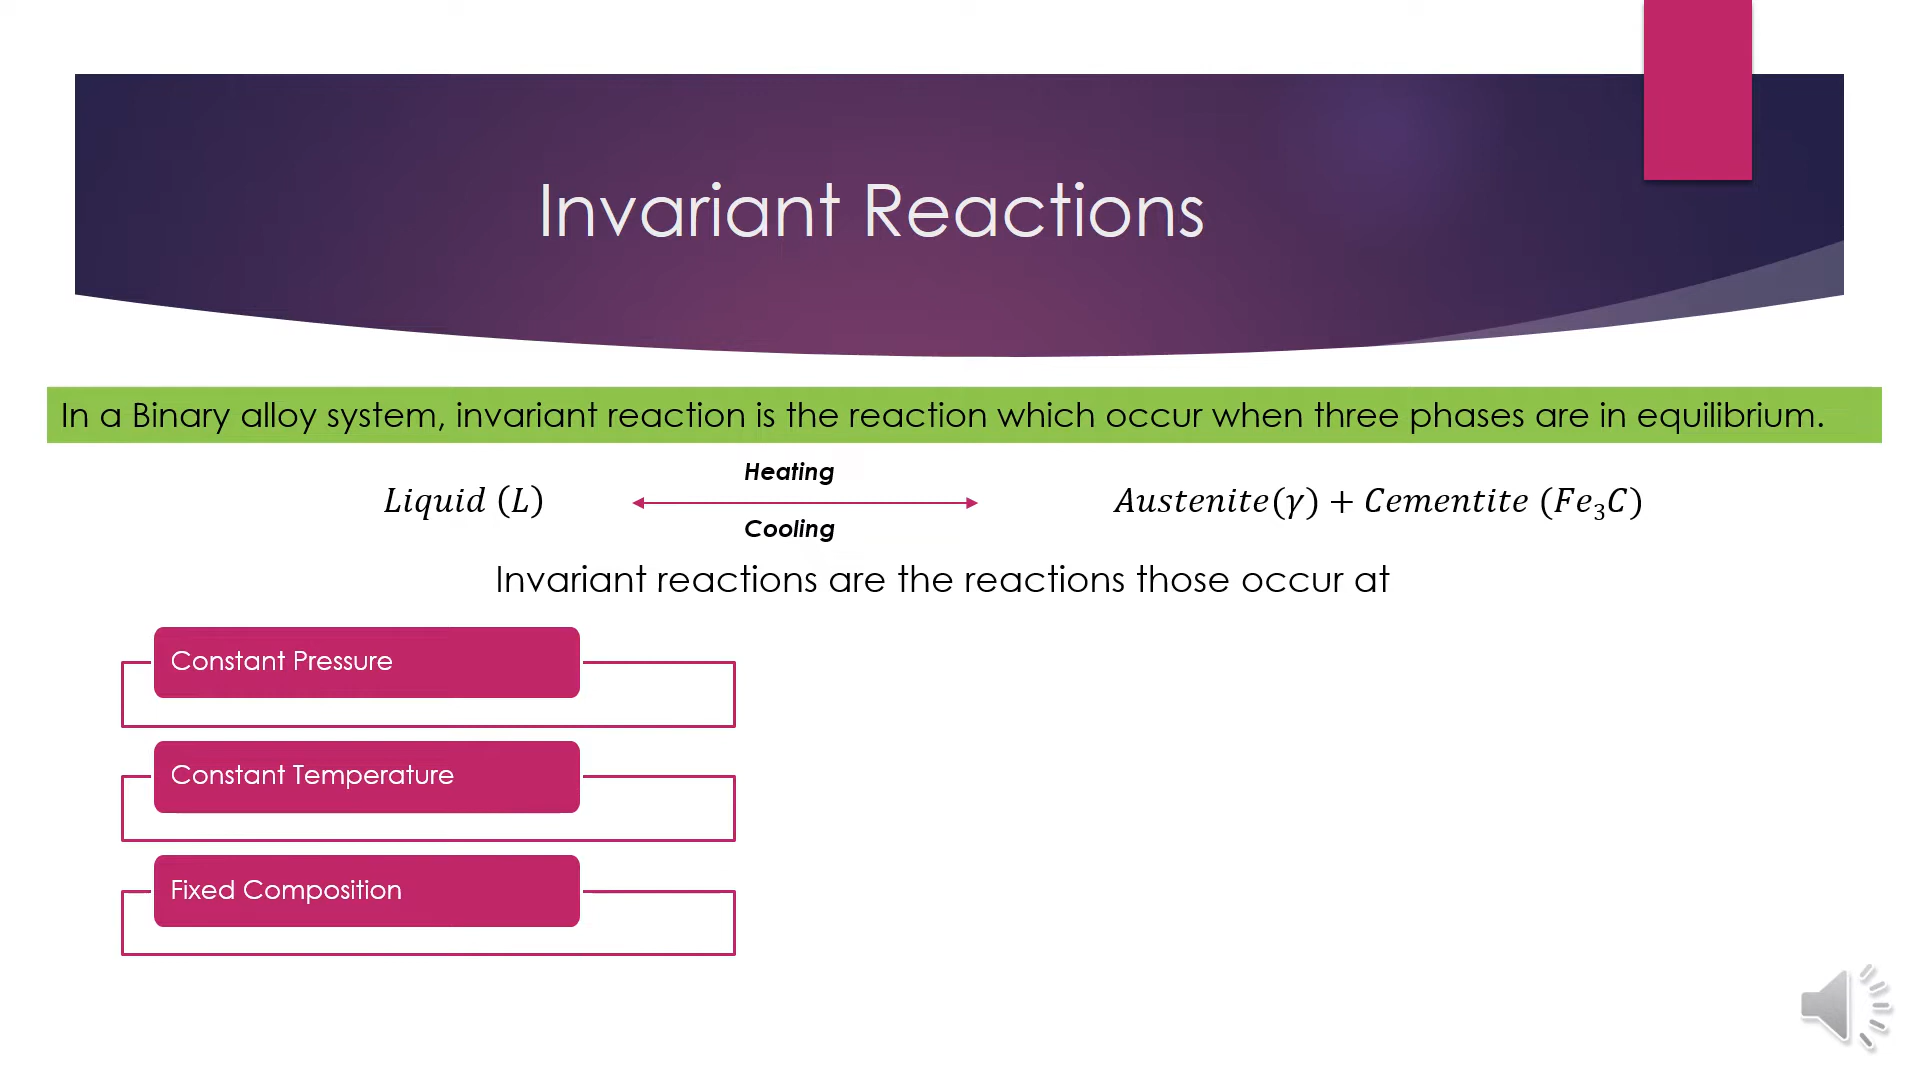 Invariant Reactions
In a Binary alloy system, invariant reaction is the reaction which occur when three phases are in equilibrium.
Heating
Liquid (L) Austenite(γ) + Cementite (Fe₃C)
Cooling
Invariant reactions are the reactions those occur at
Constant Pressure
Constant Temperature
Fixed Composition